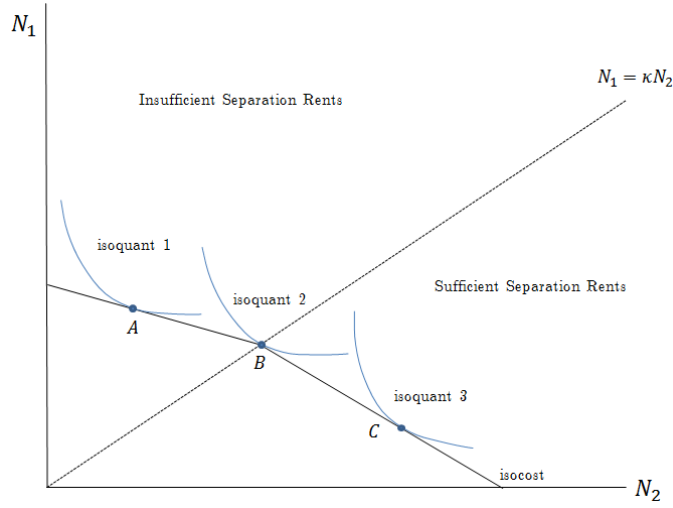 N₁
N₁ = κN₂
Insufficient Separation Rents
isoquant 1
Sufficient Separation Rents
isoquant 2
A
B
isoquant 3
C
isocost
N₂